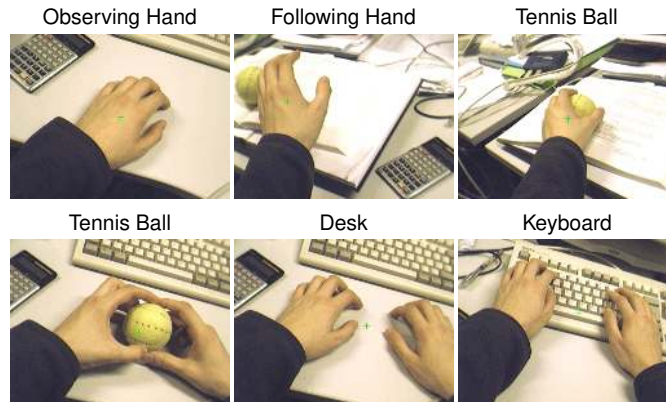 Observing Hand
Following Hand
Tennis Ball
Tennis Ball
Desk
Keyboard